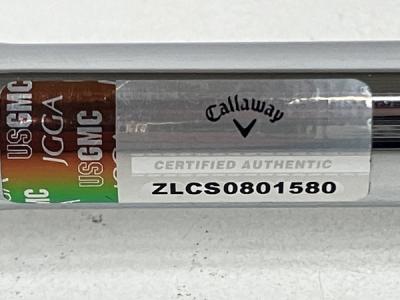 USGMC
JGGA
USGMC
Callaway
CERTIFIED AUTHENTIC
ZLCS0801580